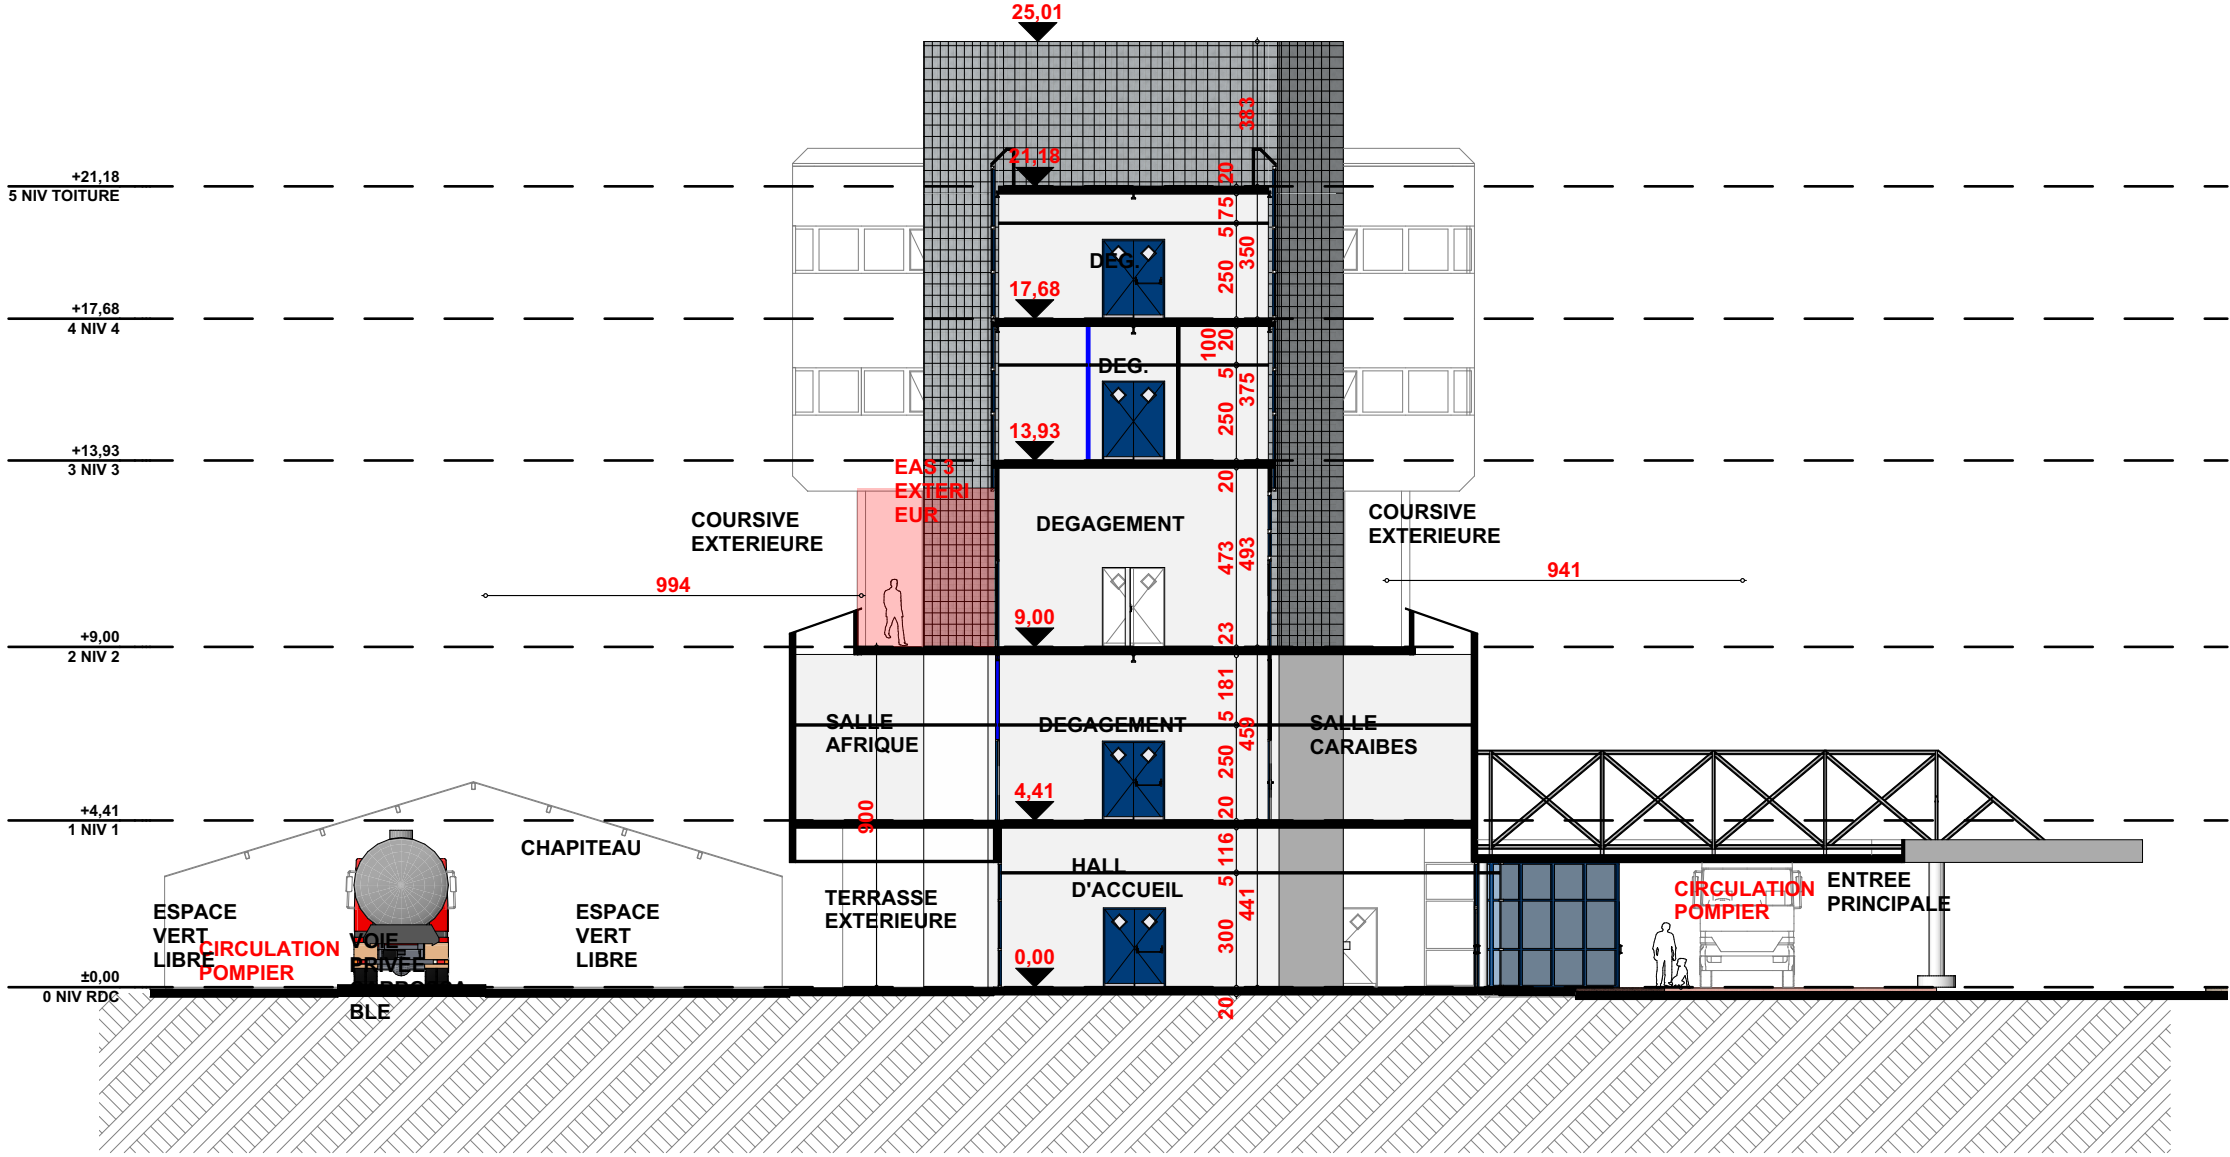 25,01
383
+21,18
5 NIV TOITURE
21,18
20
75
5
350
250
DEG.
+17,68
4 NIV 4
17,68
20
100
5
375
250
DEG.
+13,93
3 NIV 3
13,93
20
EAS 3
EXTERI
EUR
COURSIVE
EXTERIEURE
DEGAGEMENT
COURSIVE
EXTERIEURE
473
493
994
941
+9,00
2 NIV 2
9,00
23
181
5
459
250
SALLE
AFRIQUE
DEGAGEMENT
SALLE
CARAIBES
900
+4,41
1 NIV 1
4,41
20
116
5
441
300
CHAPITEAU
HALL
D'ACCUEIL
TERRASSE
EXTERIEURE
CIRCULATION
POMPIER
ENTREE
PRINCIPALE
ESPACE
VERT
LIBRE
CIRCULATION
POMPIER
VOIE
PRIVEE
BLE
ESPACE
VERT
LIBRE
±0,00
0 NIV RDC
0,00
20